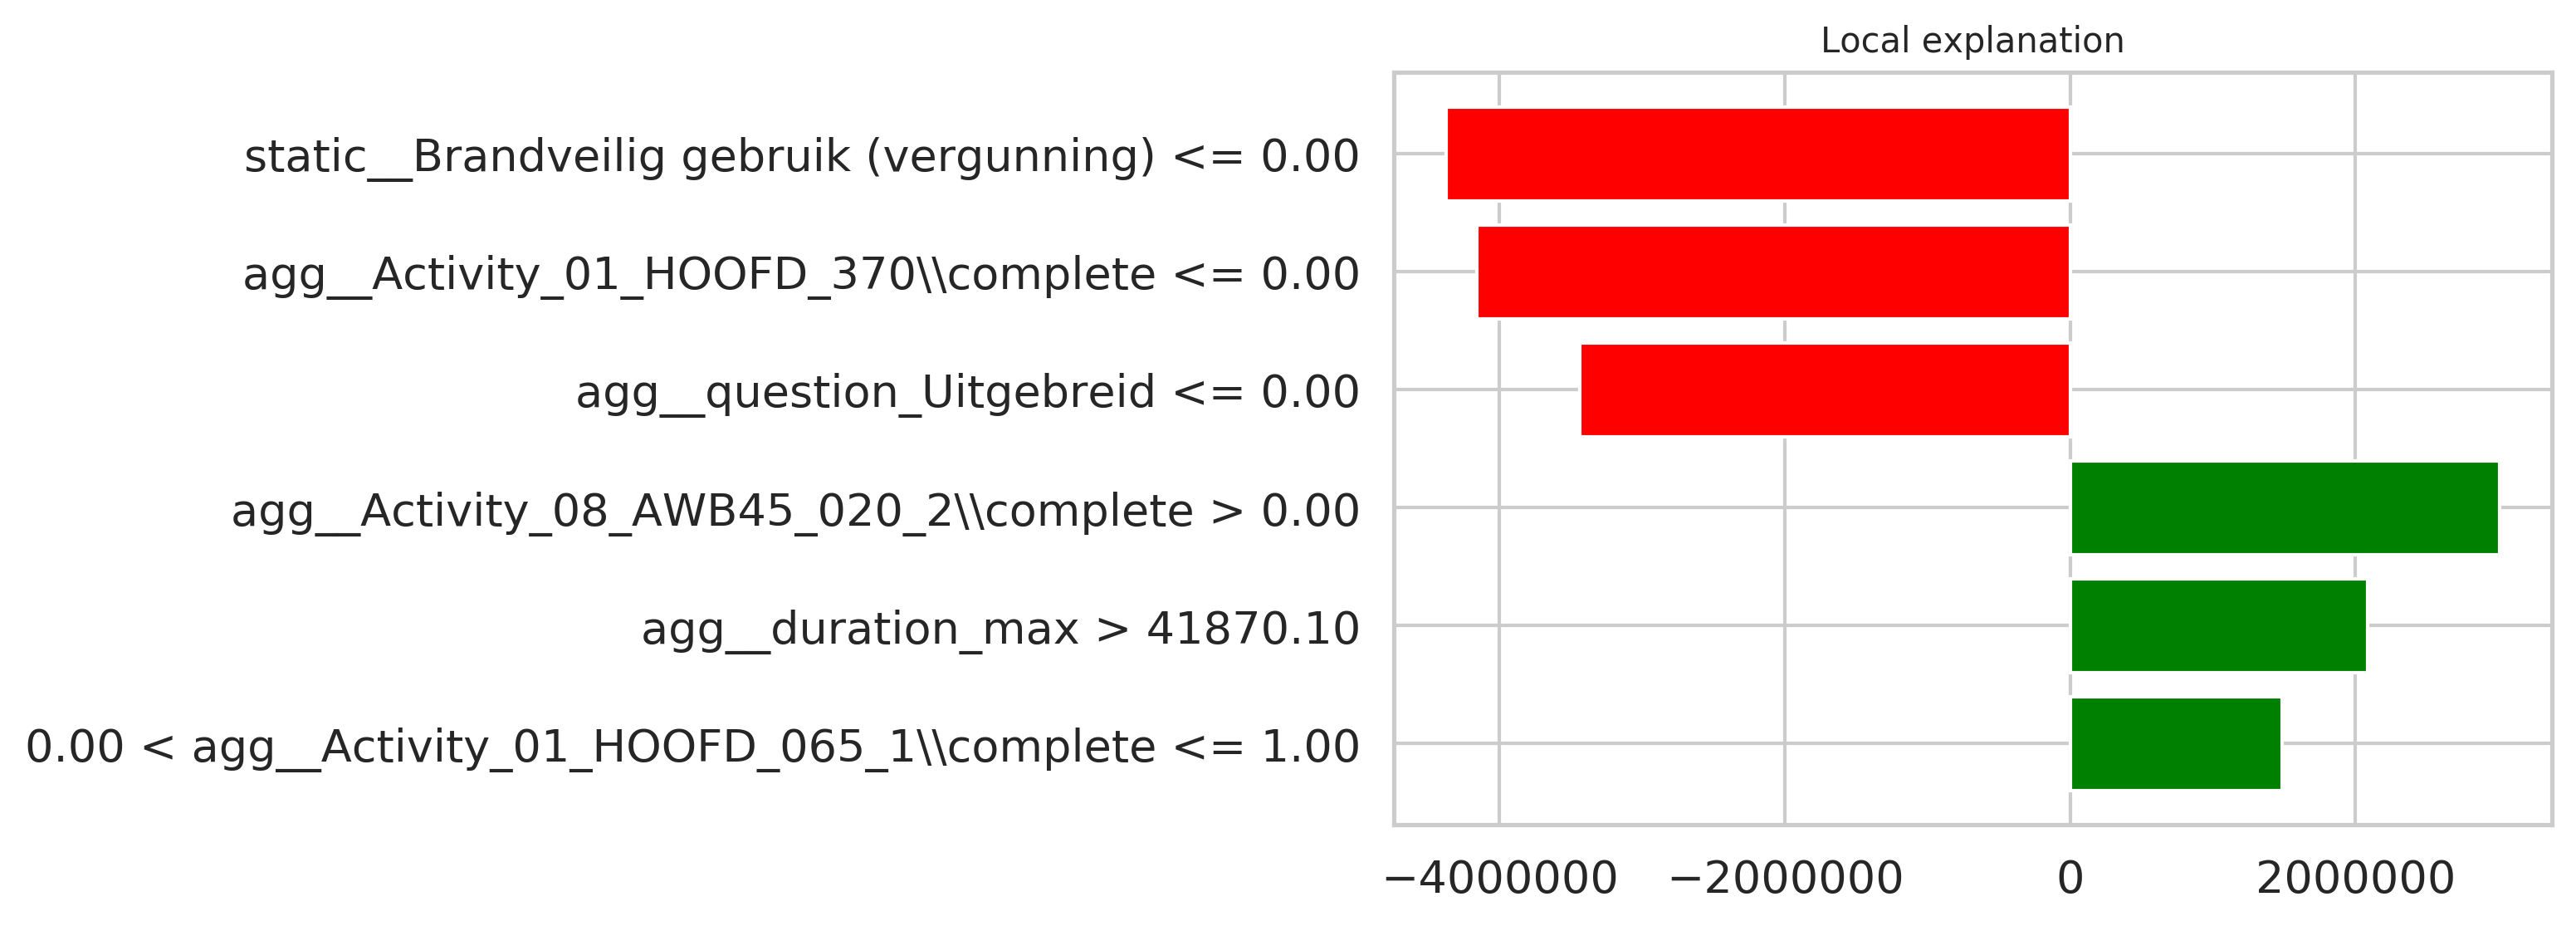 Local explanation
static__Brandveilig gebruik (vergunning) <= 0.00
agg__Activity_01_HOOFD_370\\complete <= 0.00
agg__question_Uitgebreid <= 0.00
agg__Activity_08_AWB45_020_2\\complete > 0.00
agg__duration_max > 41870.10
0.00 < agg__Activity_01_HOOFD_065_1\\complete <= 1.00
−4000000 −2000000 0 2000000